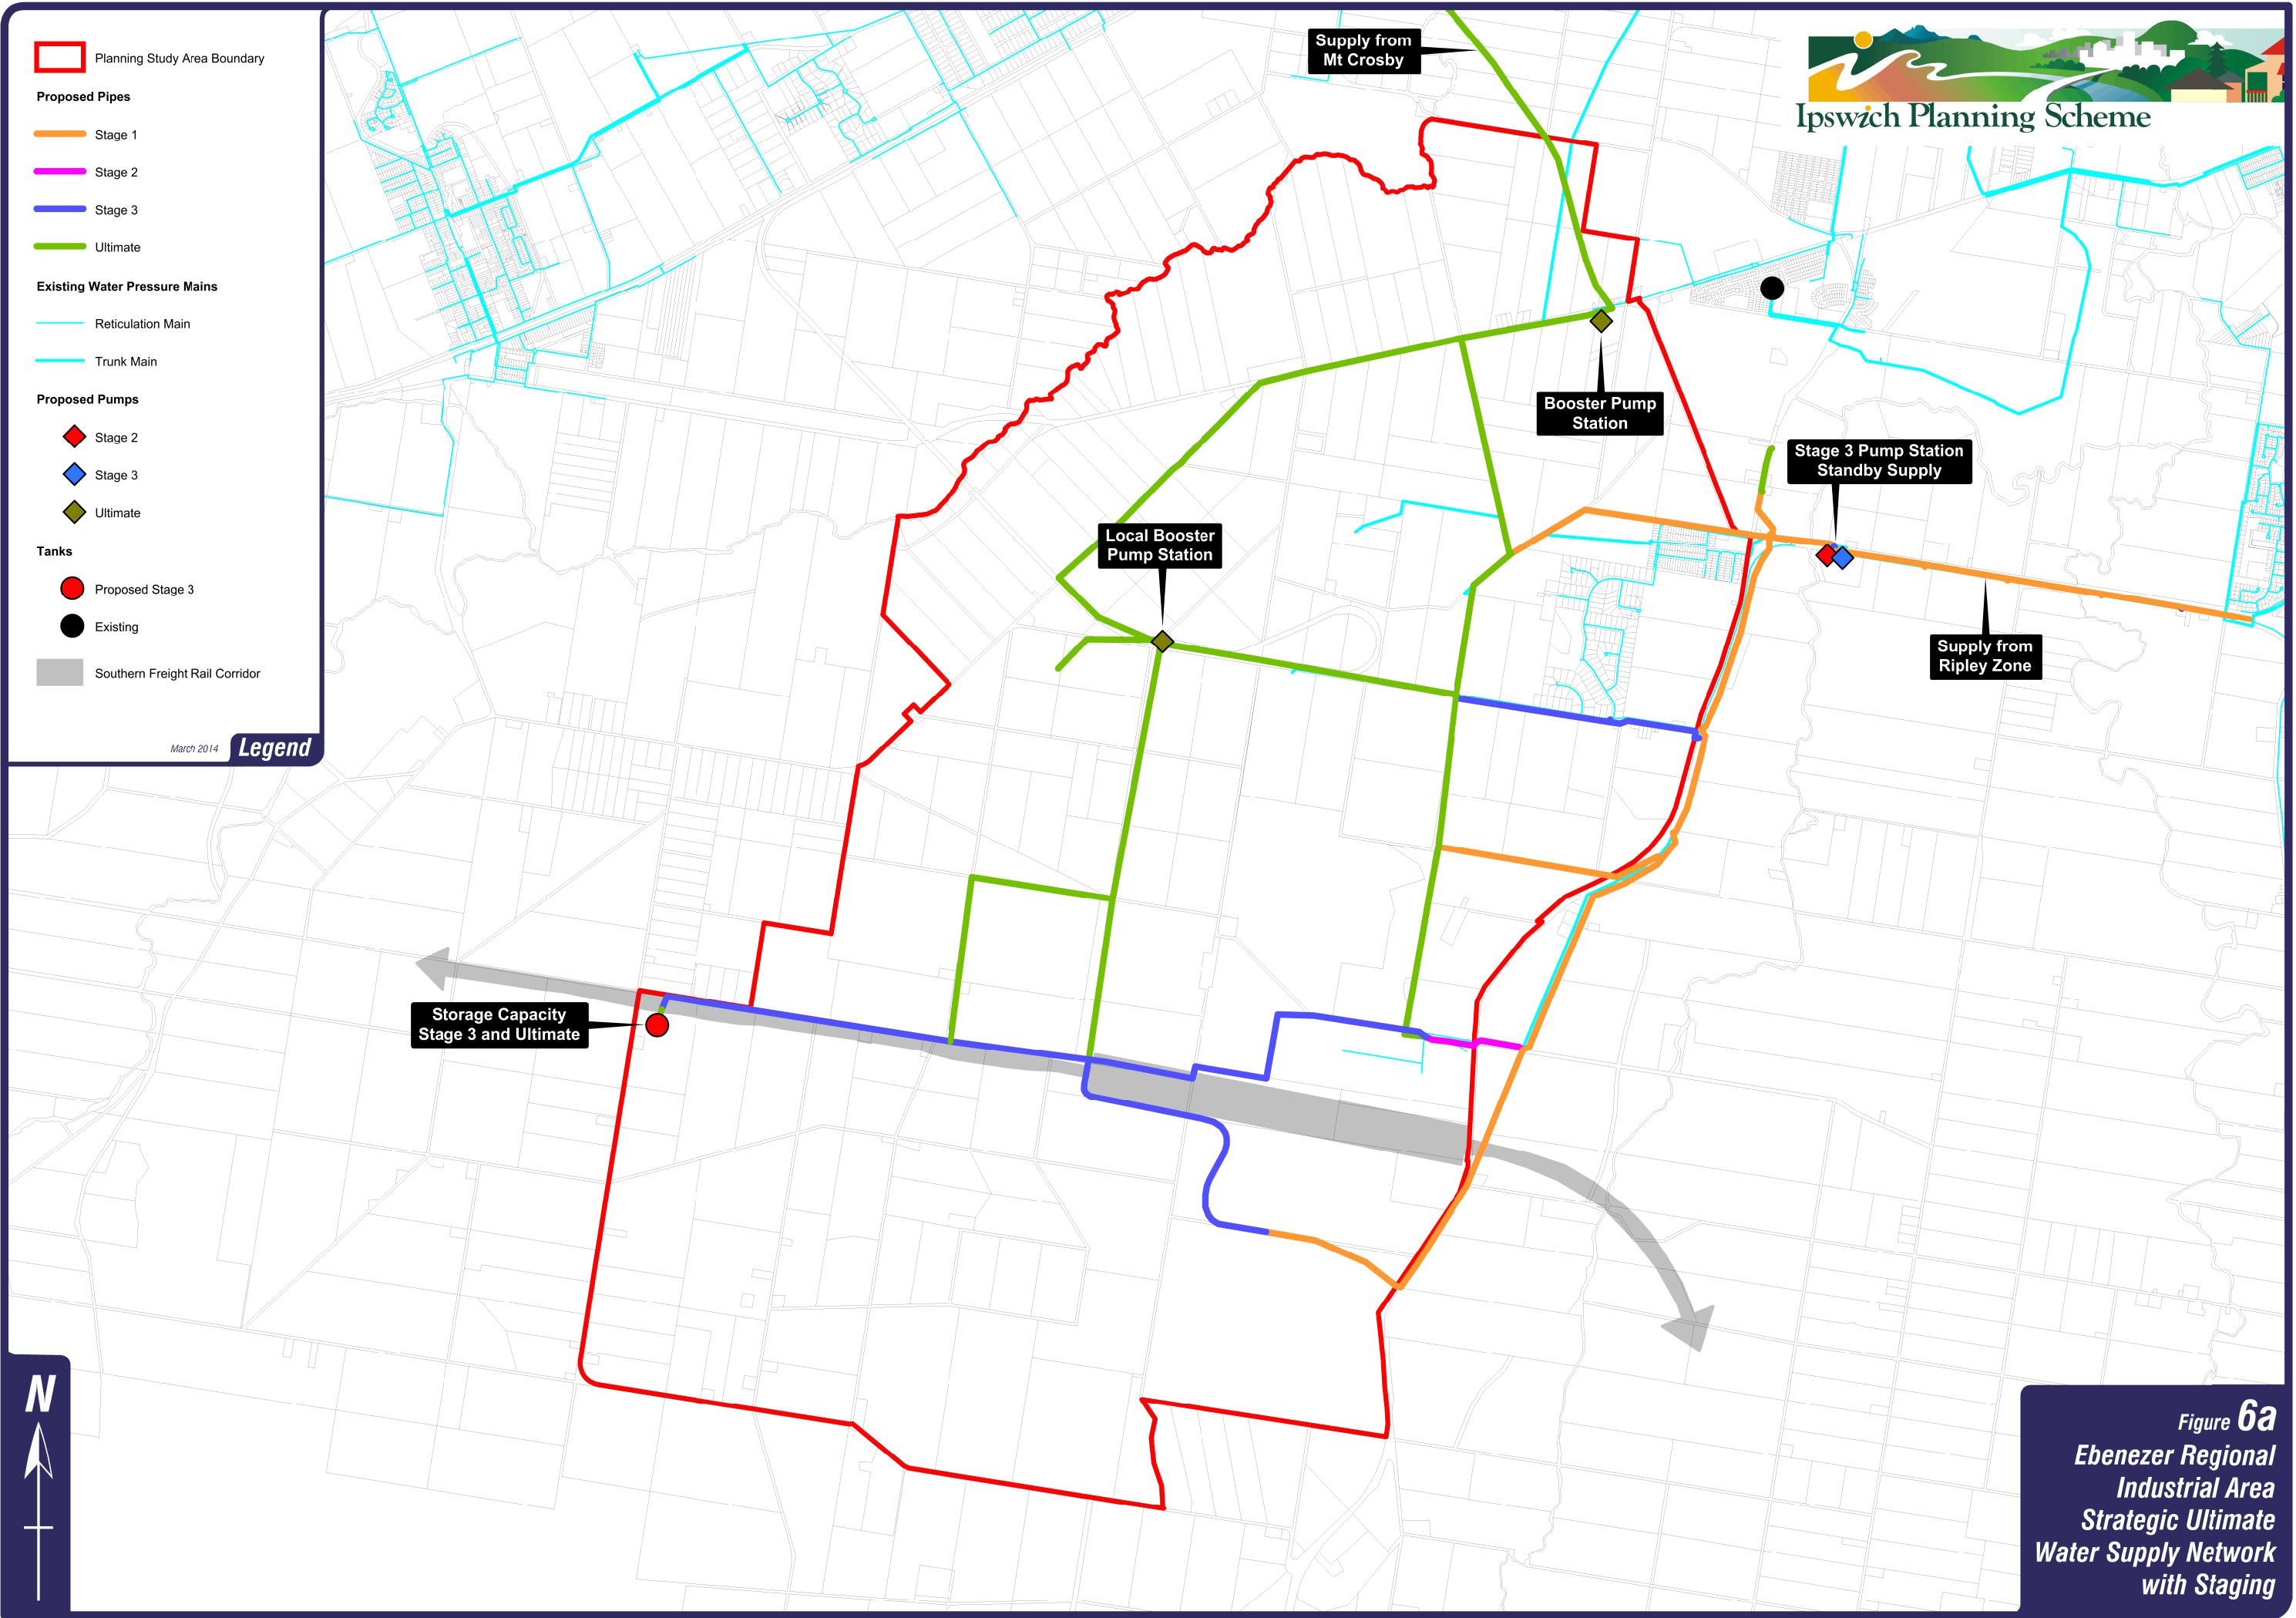 Planning Study Area Boundary
Proposed Pipes
Stage 1
Stage 2
Stage 3
Ultimate
Existing Water Pressure Mains
Reticulation Main
Trunk Main
Proposed Pumps
Stage 2
Stage 3
Ultimate
Tanks
Proposed Stage 3
Existing
Southern Freight Rail Corridor
March 2014
Legend
Supply from
Mt Crosby
Ipswich Planning Scheme
Booster Pump
Station
Stage 3 Pump Station
Standby Supply
Local Booster
Pump Station
Supply from
Ripley Zone
Storage Capacity
Stage 3 and Ultimate
N
Figure 6a
Ebenezer Regional
Industrial Area
Strategic Ultimate
Water Supply Network
with Staging